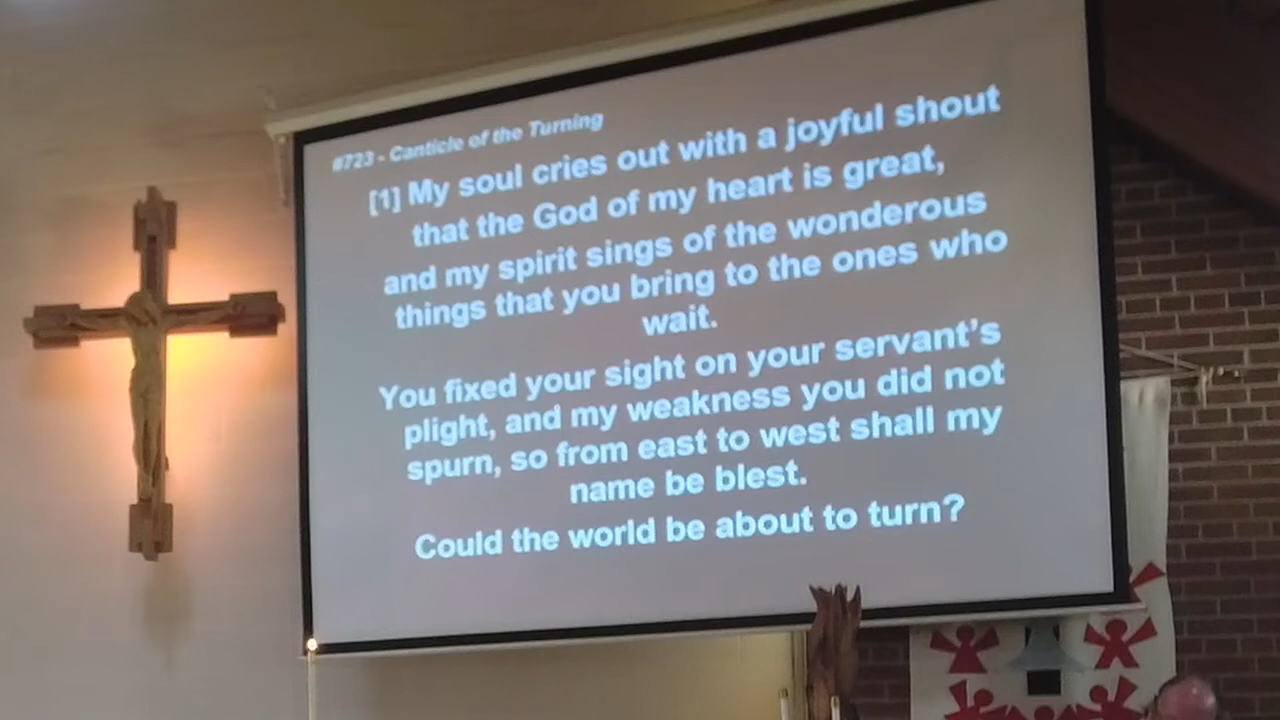 #723 - Canticle of the Turning
[1] My soul cries out with a joyful shout
that the God of my heart is great,
and my spirit sings of the wonderous
things that you bring to the ones who
wait.
You fixed your sight on your servant's
plight, and my weakness you did not
spurn, so from east to west shall my
name be blest.
Could the world be about to turn?